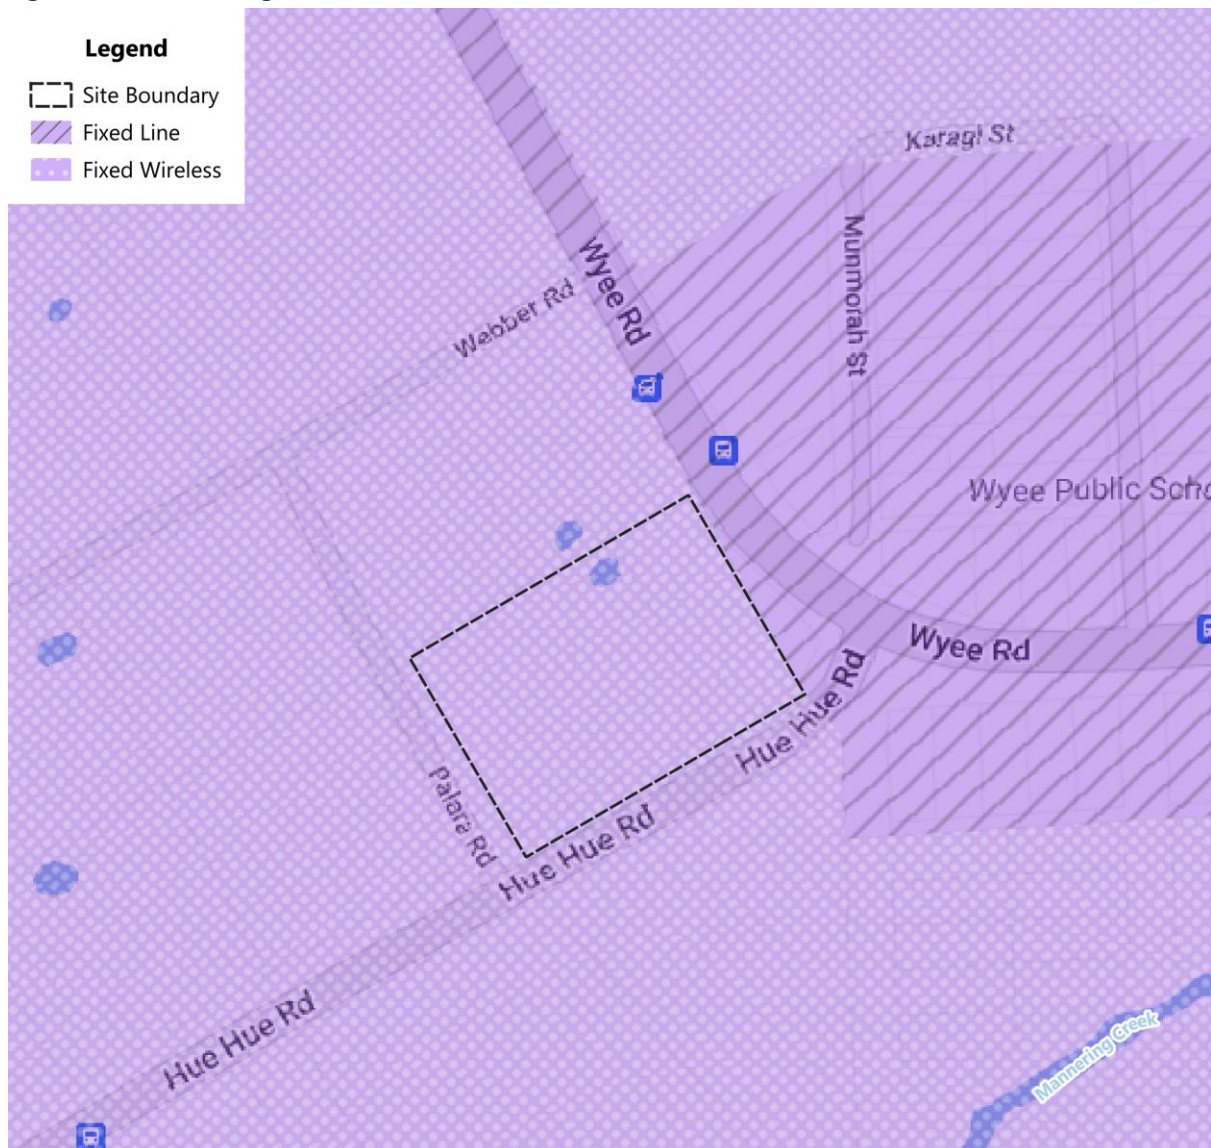 Legend
Site Boundary
Fixed Line
Fixed Wireless
Karagi St
Munmorah St
Wyee Rd
Webber Rd
Wyee Public Scho
Wyee Rd
Hue Hue Rd
Palara Rd
Hue Hue Rd
Hue Hue Rd
Mannering Creek